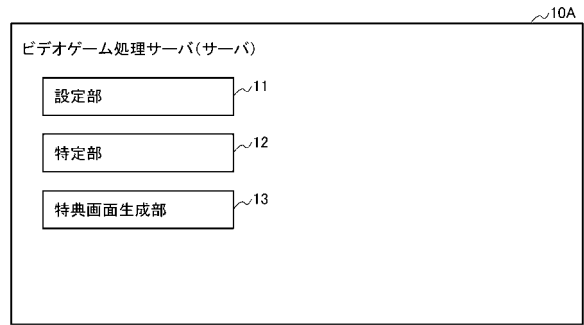 10A
ビデオゲーム処理サーバ(サーバ)
設定部 11
特定部 12
特典画面生成部 13